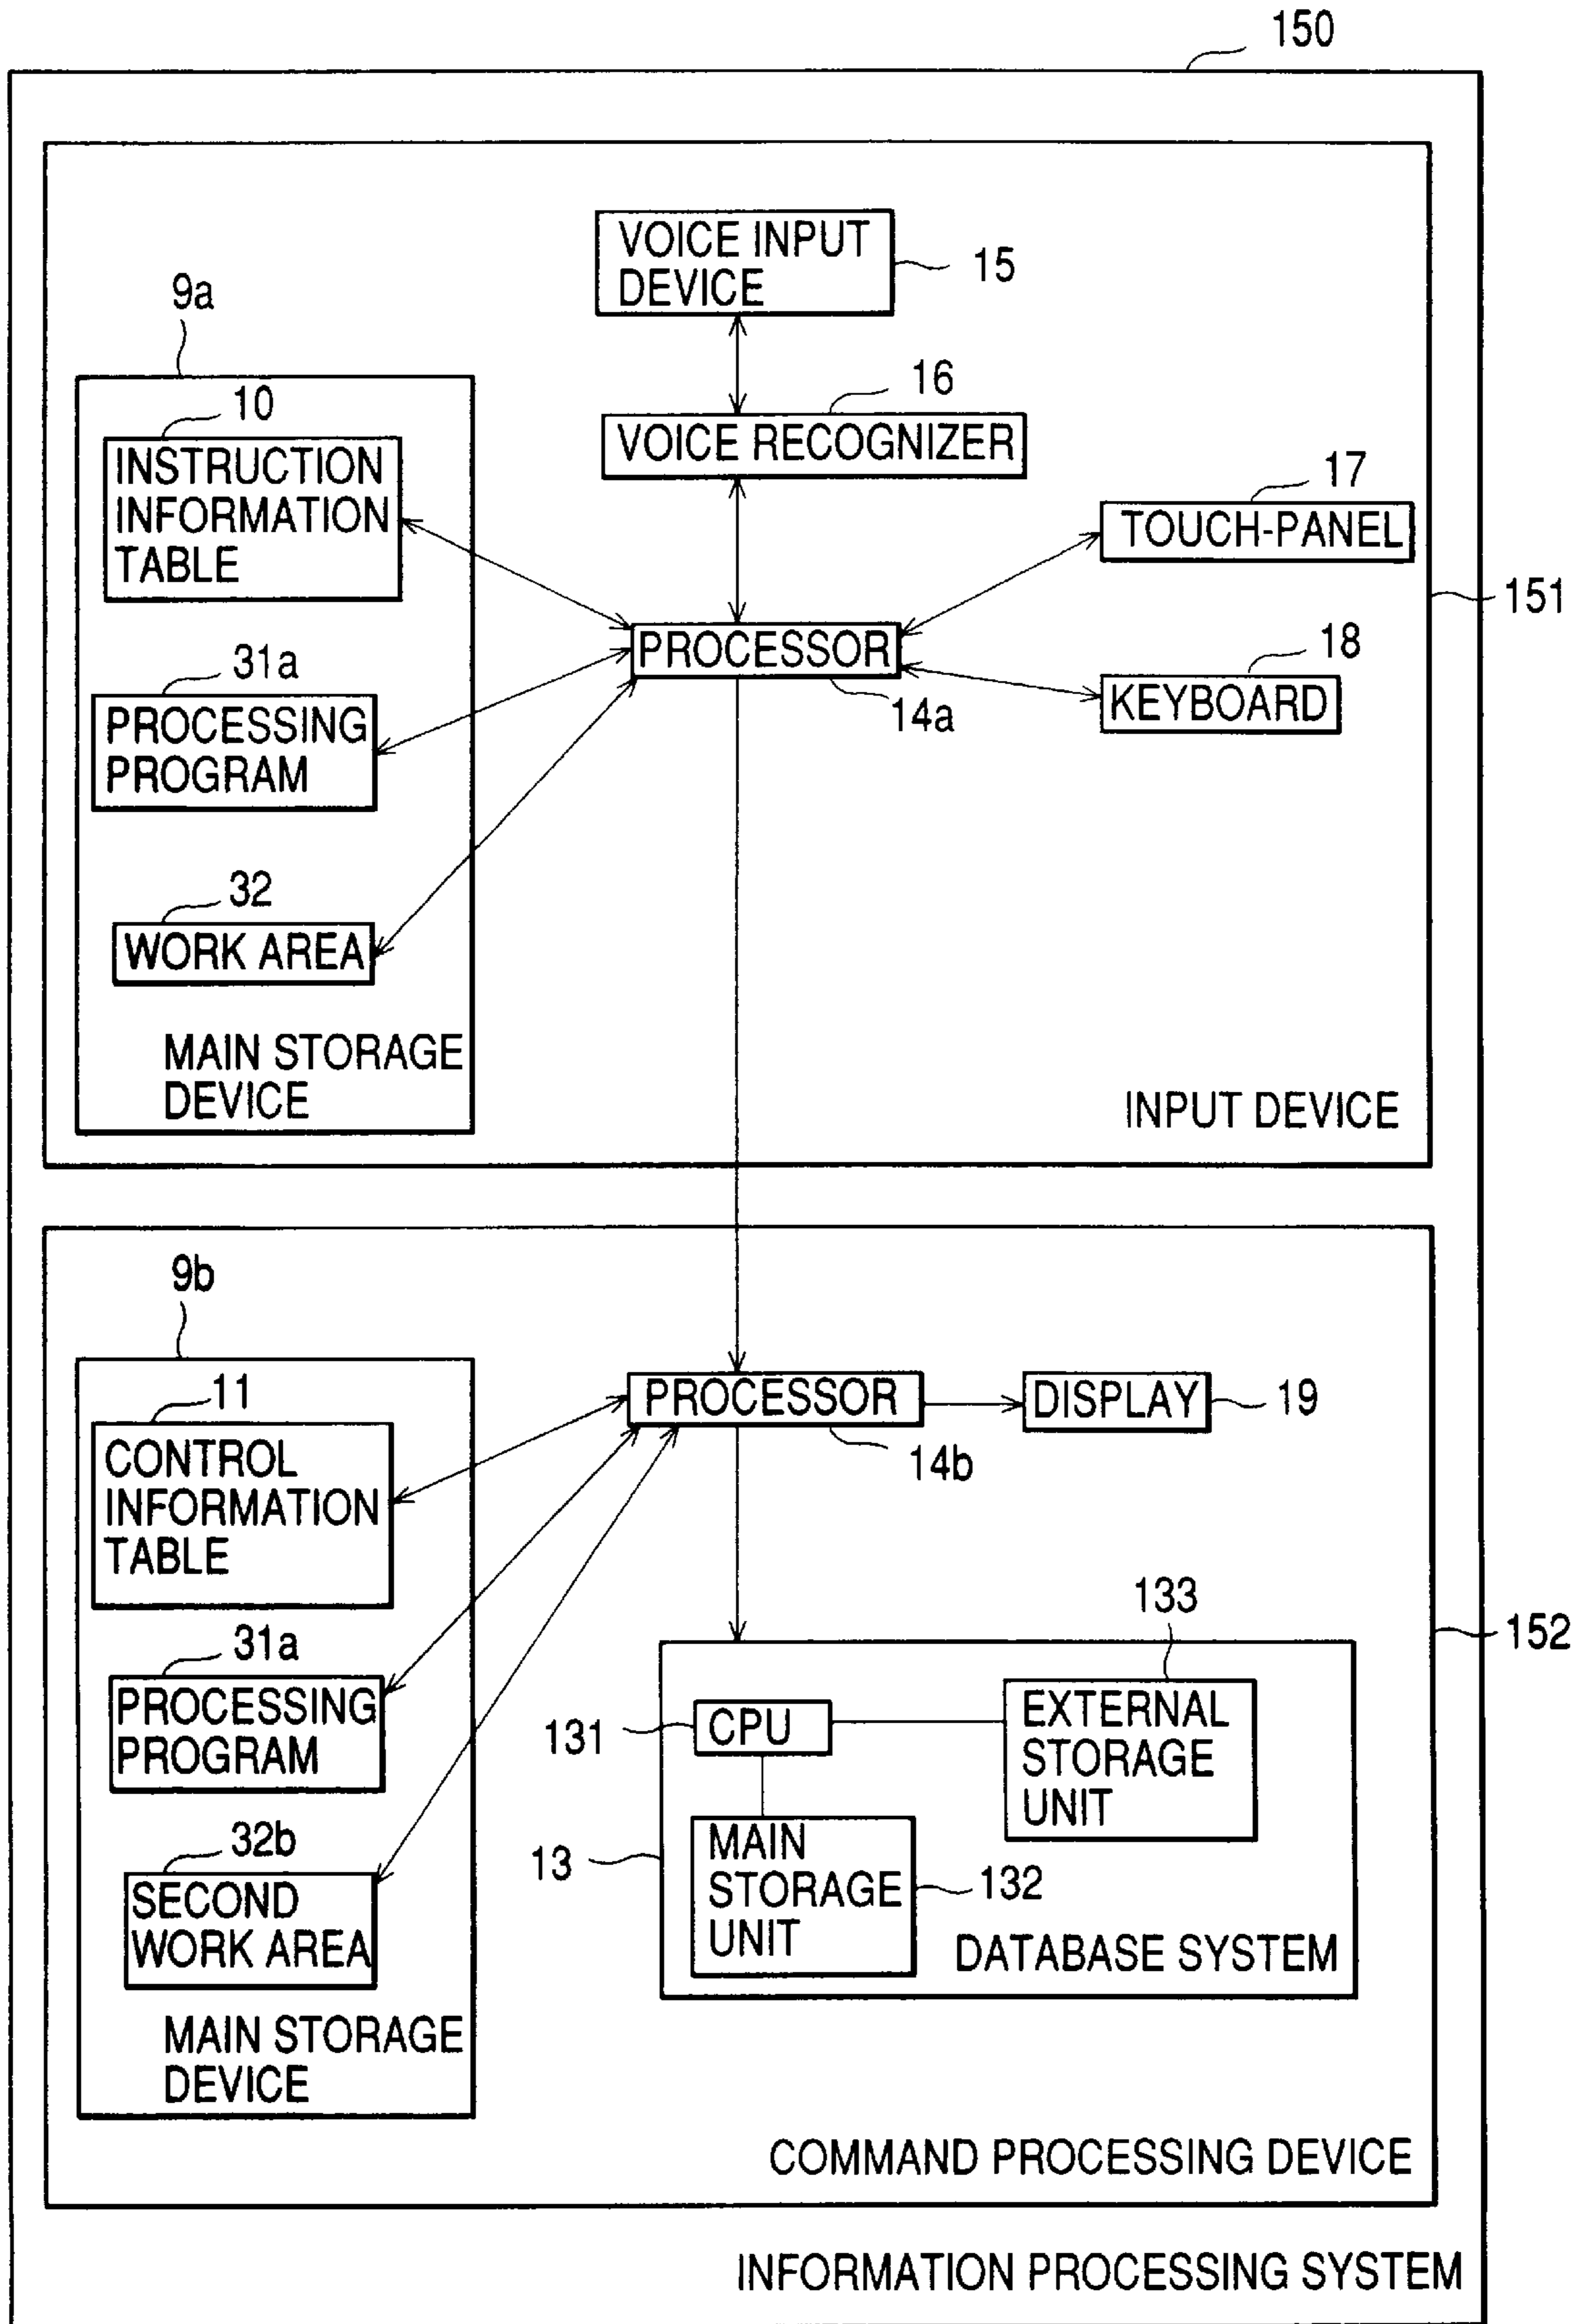 150
VOICE INPUT
DEVICE
15
9a
16
10
VOICE RECOGNIZER
INSTRUCTION
INFORMATION
TABLE
17
TOUCH-PANEL
151
31a
PROCESSOR
14a
18
KEYBOARD
PROCESSING
PROGRAM
32
WORK AREA
MAIN STORAGE
DEVICE
INPUT DEVICE
9b
11
PROCESSOR
14b
DISPLAY
19
CONTROL
INFORMATION
TABLE
133
152
31a
PROCESSING
PROGRAM
131
CPU
EXTERNAL
STORAGE
UNIT
32b
SECOND
WORK AREA
13
MAIN
STORAGE
UNIT
132
DATABASE SYSTEM
MAIN STORAGE
DEVICE
COMMAND PROCESSING DEVICE
INFORMATION PROCESSING SYSTEM